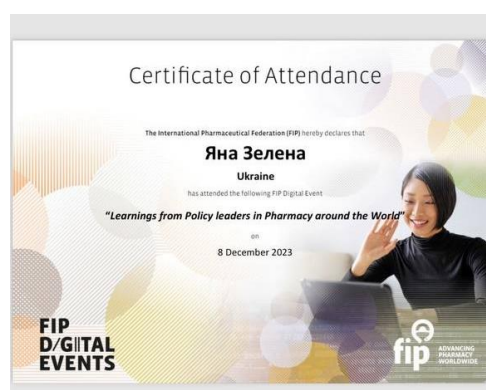 Certificate of Attendance
The International Pharmaceutical Federation (FIP) hereby declares that
Яна Зелена
Ukraine
has attended the following FIP Digital Event
“Learnings from Policy leaders in Pharmacy around the World”
on
8 December 2023
FIP
D/GITAL
EVENTS
fip
ADVANCING
PHARMACY
WORLDWIDE